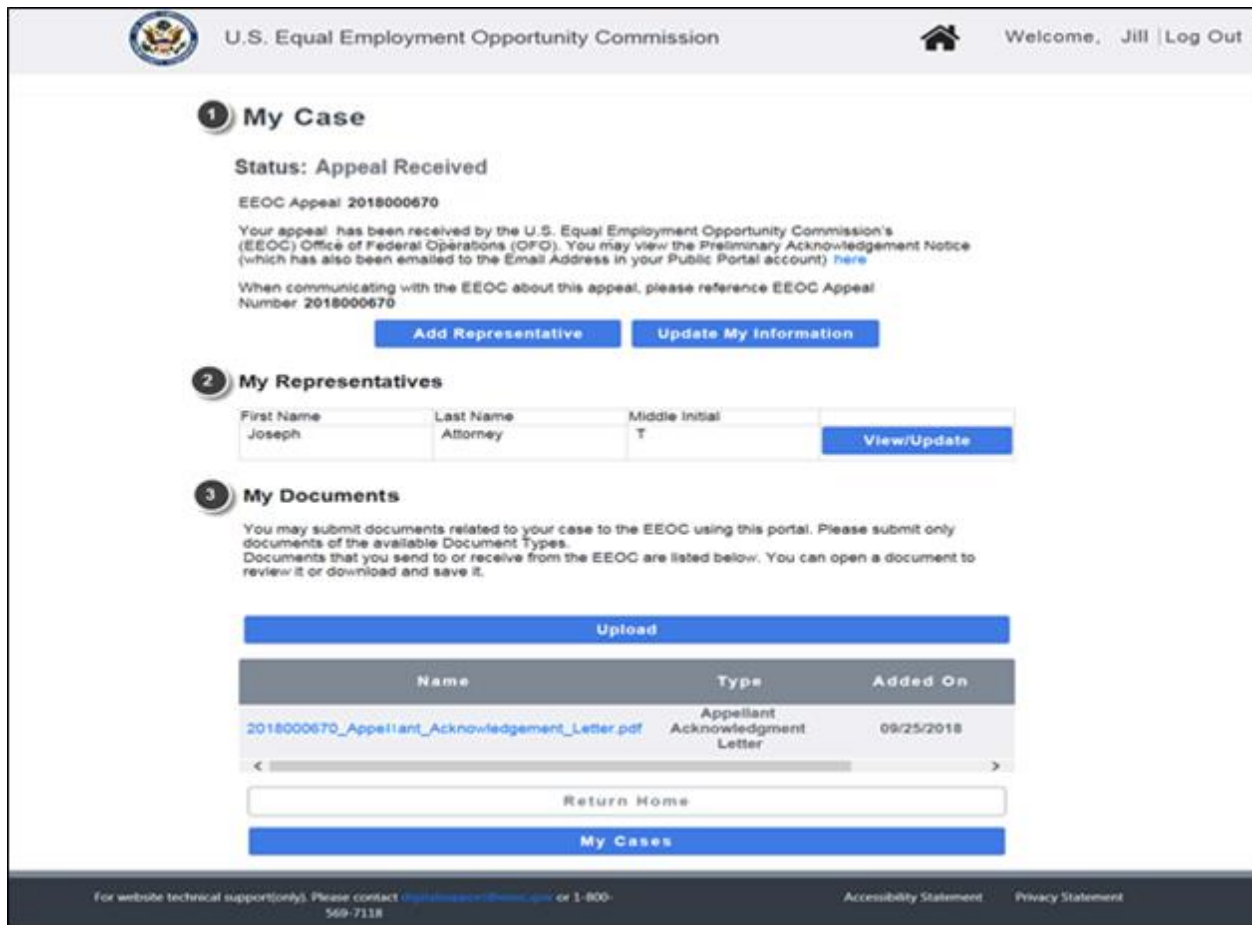 U.S. Equal Employment Opportunity Commission
Welcome, Jill |Log Out
1 My Case
Status: Appeal Received
EEOC Appeal 2018000670
Your appeal has been received by the U.S. Equal Employment Opportunity Commission's
(EEOC) Office of Federal Operations (OFO). You may view the Preliminary Acknowledgement Notice
(which has also been emailed to the Email Address in your Public Portal account) here
When communicating with the EEOC about this appeal, please reference EEOC Appeal
Number 2018000670
Add Representative Update My Information
2 My Representatives
First Name Last Name Middle Initial
Joseph Attorney T View/Update
3 My Documents
You may submit documents related to your case to the EEOC using this portal. Please submit only
documents of the available Document Types.
Documents that you send to or receive from the EEOC are listed below. You can open a document to
review it or download and save it.
Upload
Name Type Added On
2018000670_Appellant_Acknowledgement_Letter.pdf Appellant Acknowledgment Letter 09/25/2018
Return Home
My Cases
For website technical support(only). Please contact or 1-800-
569-7118
Accessibility Statement Privacy Statement